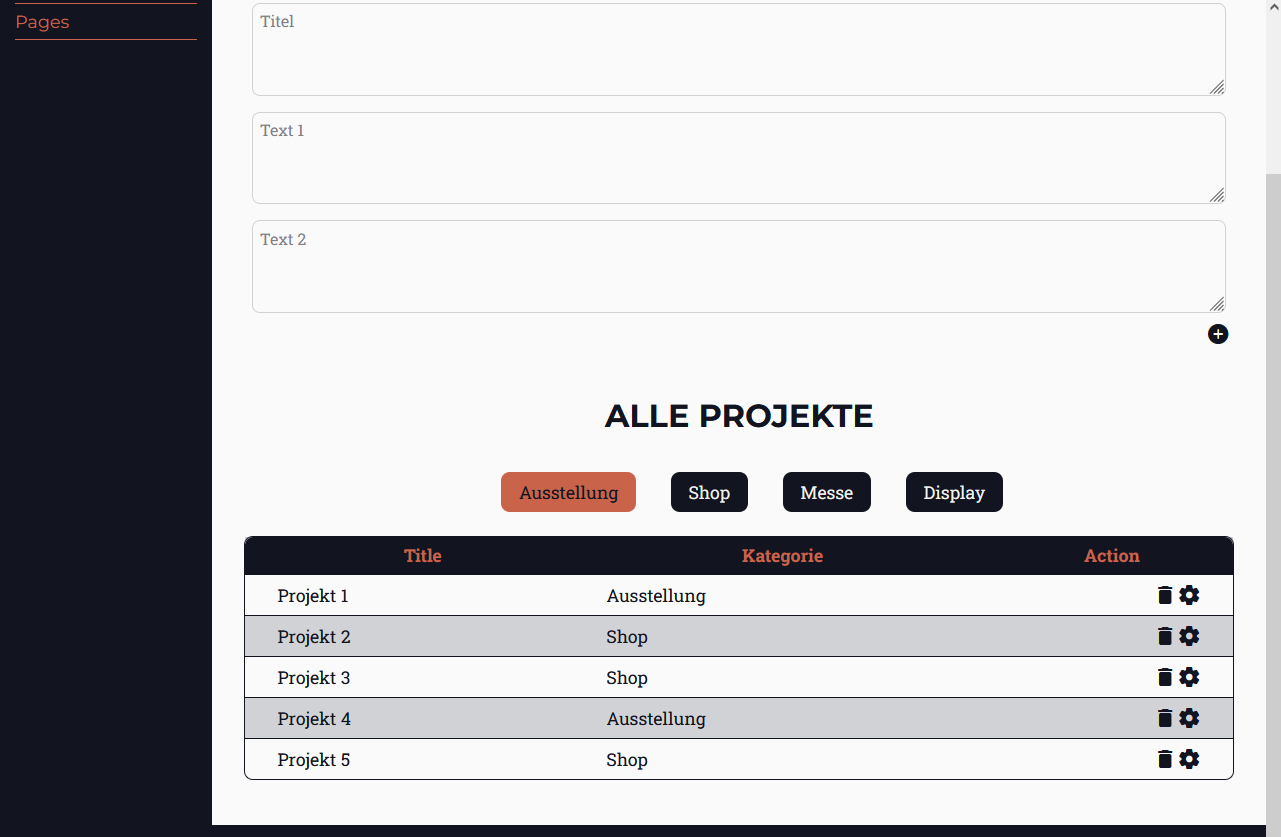 Pages
Titel
Text 1
Text 2
ALLE PROJEKTE
Ausstellung Shop Messe Display
Title Kategorie Action
Projekt 1 Ausstellung
Projekt 2 Shop
Projekt 3 Shop
Projekt 4 Ausstellung
Projekt 5 Shop